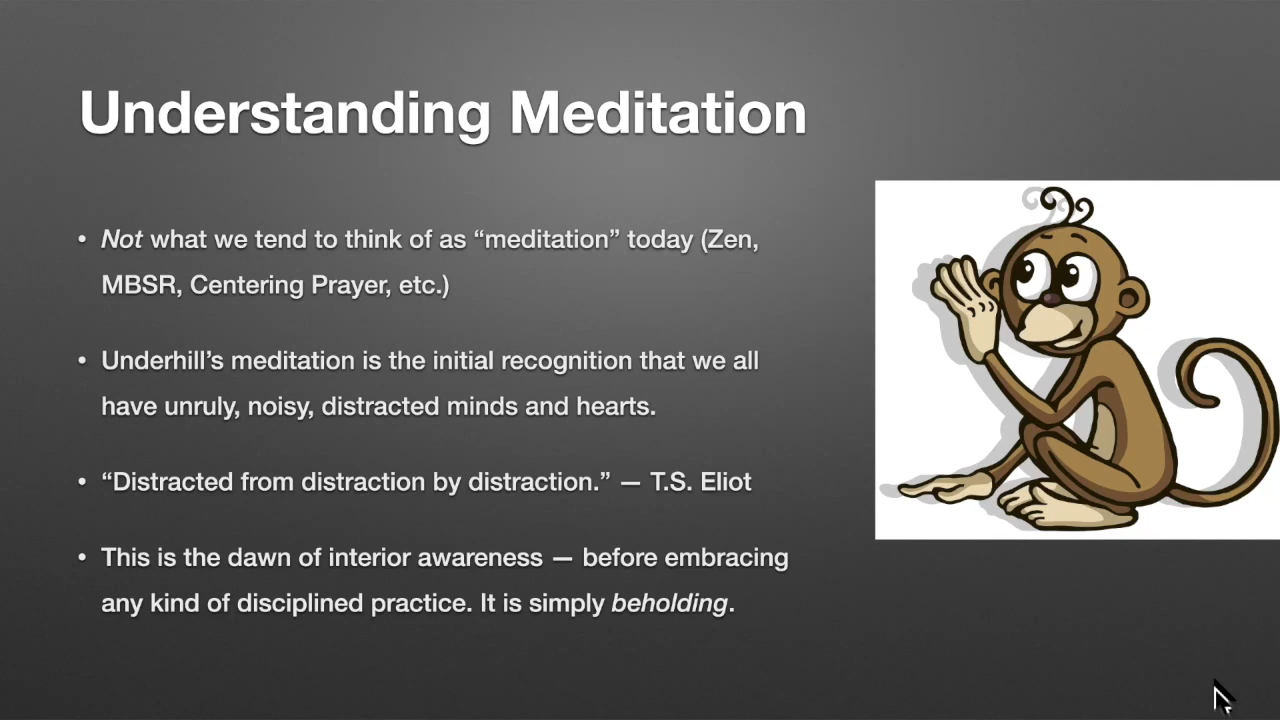 Understanding Meditation
• Not what we tend to think of as “meditation” today (Zen,
MBSR, Centering Prayer, etc.)
• Underhill’s meditation is the initial recognition that we all
have unruly, noisy, distracted minds and hearts.
• “Distracted from distraction by distraction.” — T.S. Eliot
• This is the dawn of interior awareness — before embracing
any kind of disciplined practice. It is simply beholding.